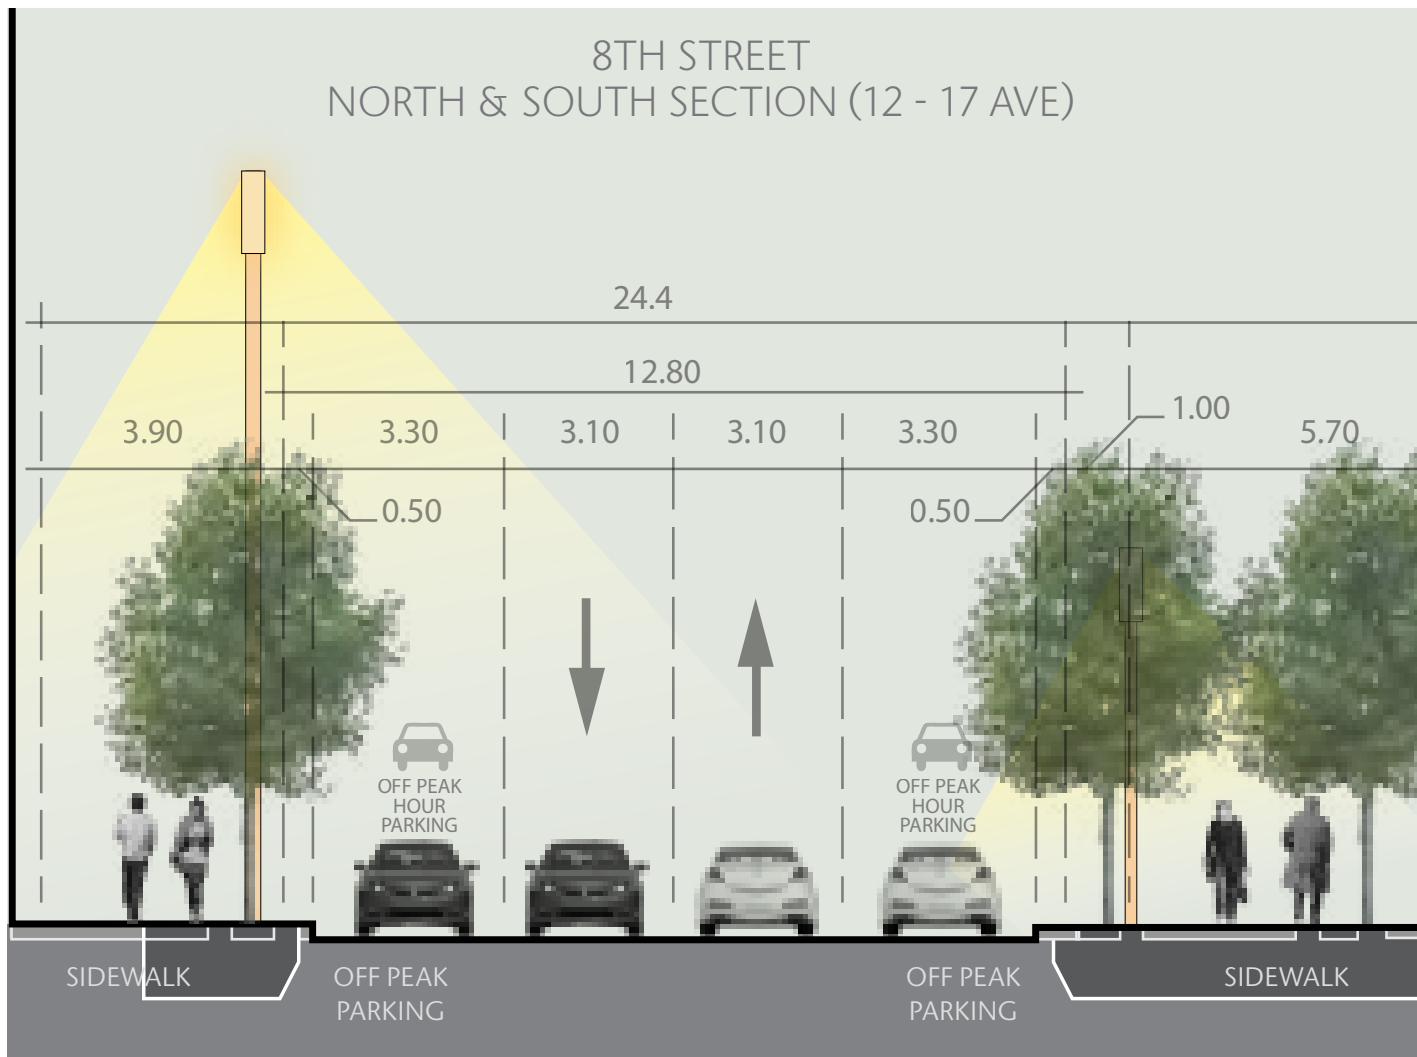 8TH STREET
NORTH & SOUTH SECTION (12 - 17 AVE)
24.4
12.80
1.00
3.90
3.30
3.10
3.10
3.30
5.70
0.50
0.50
OFF PEAK
HOUR
PARKING
OFF PEAK
HOUR
PARKING
SIDEWALK
OFF PEAK
PARKING
OFF PEAK
PARKING
SIDEWALK